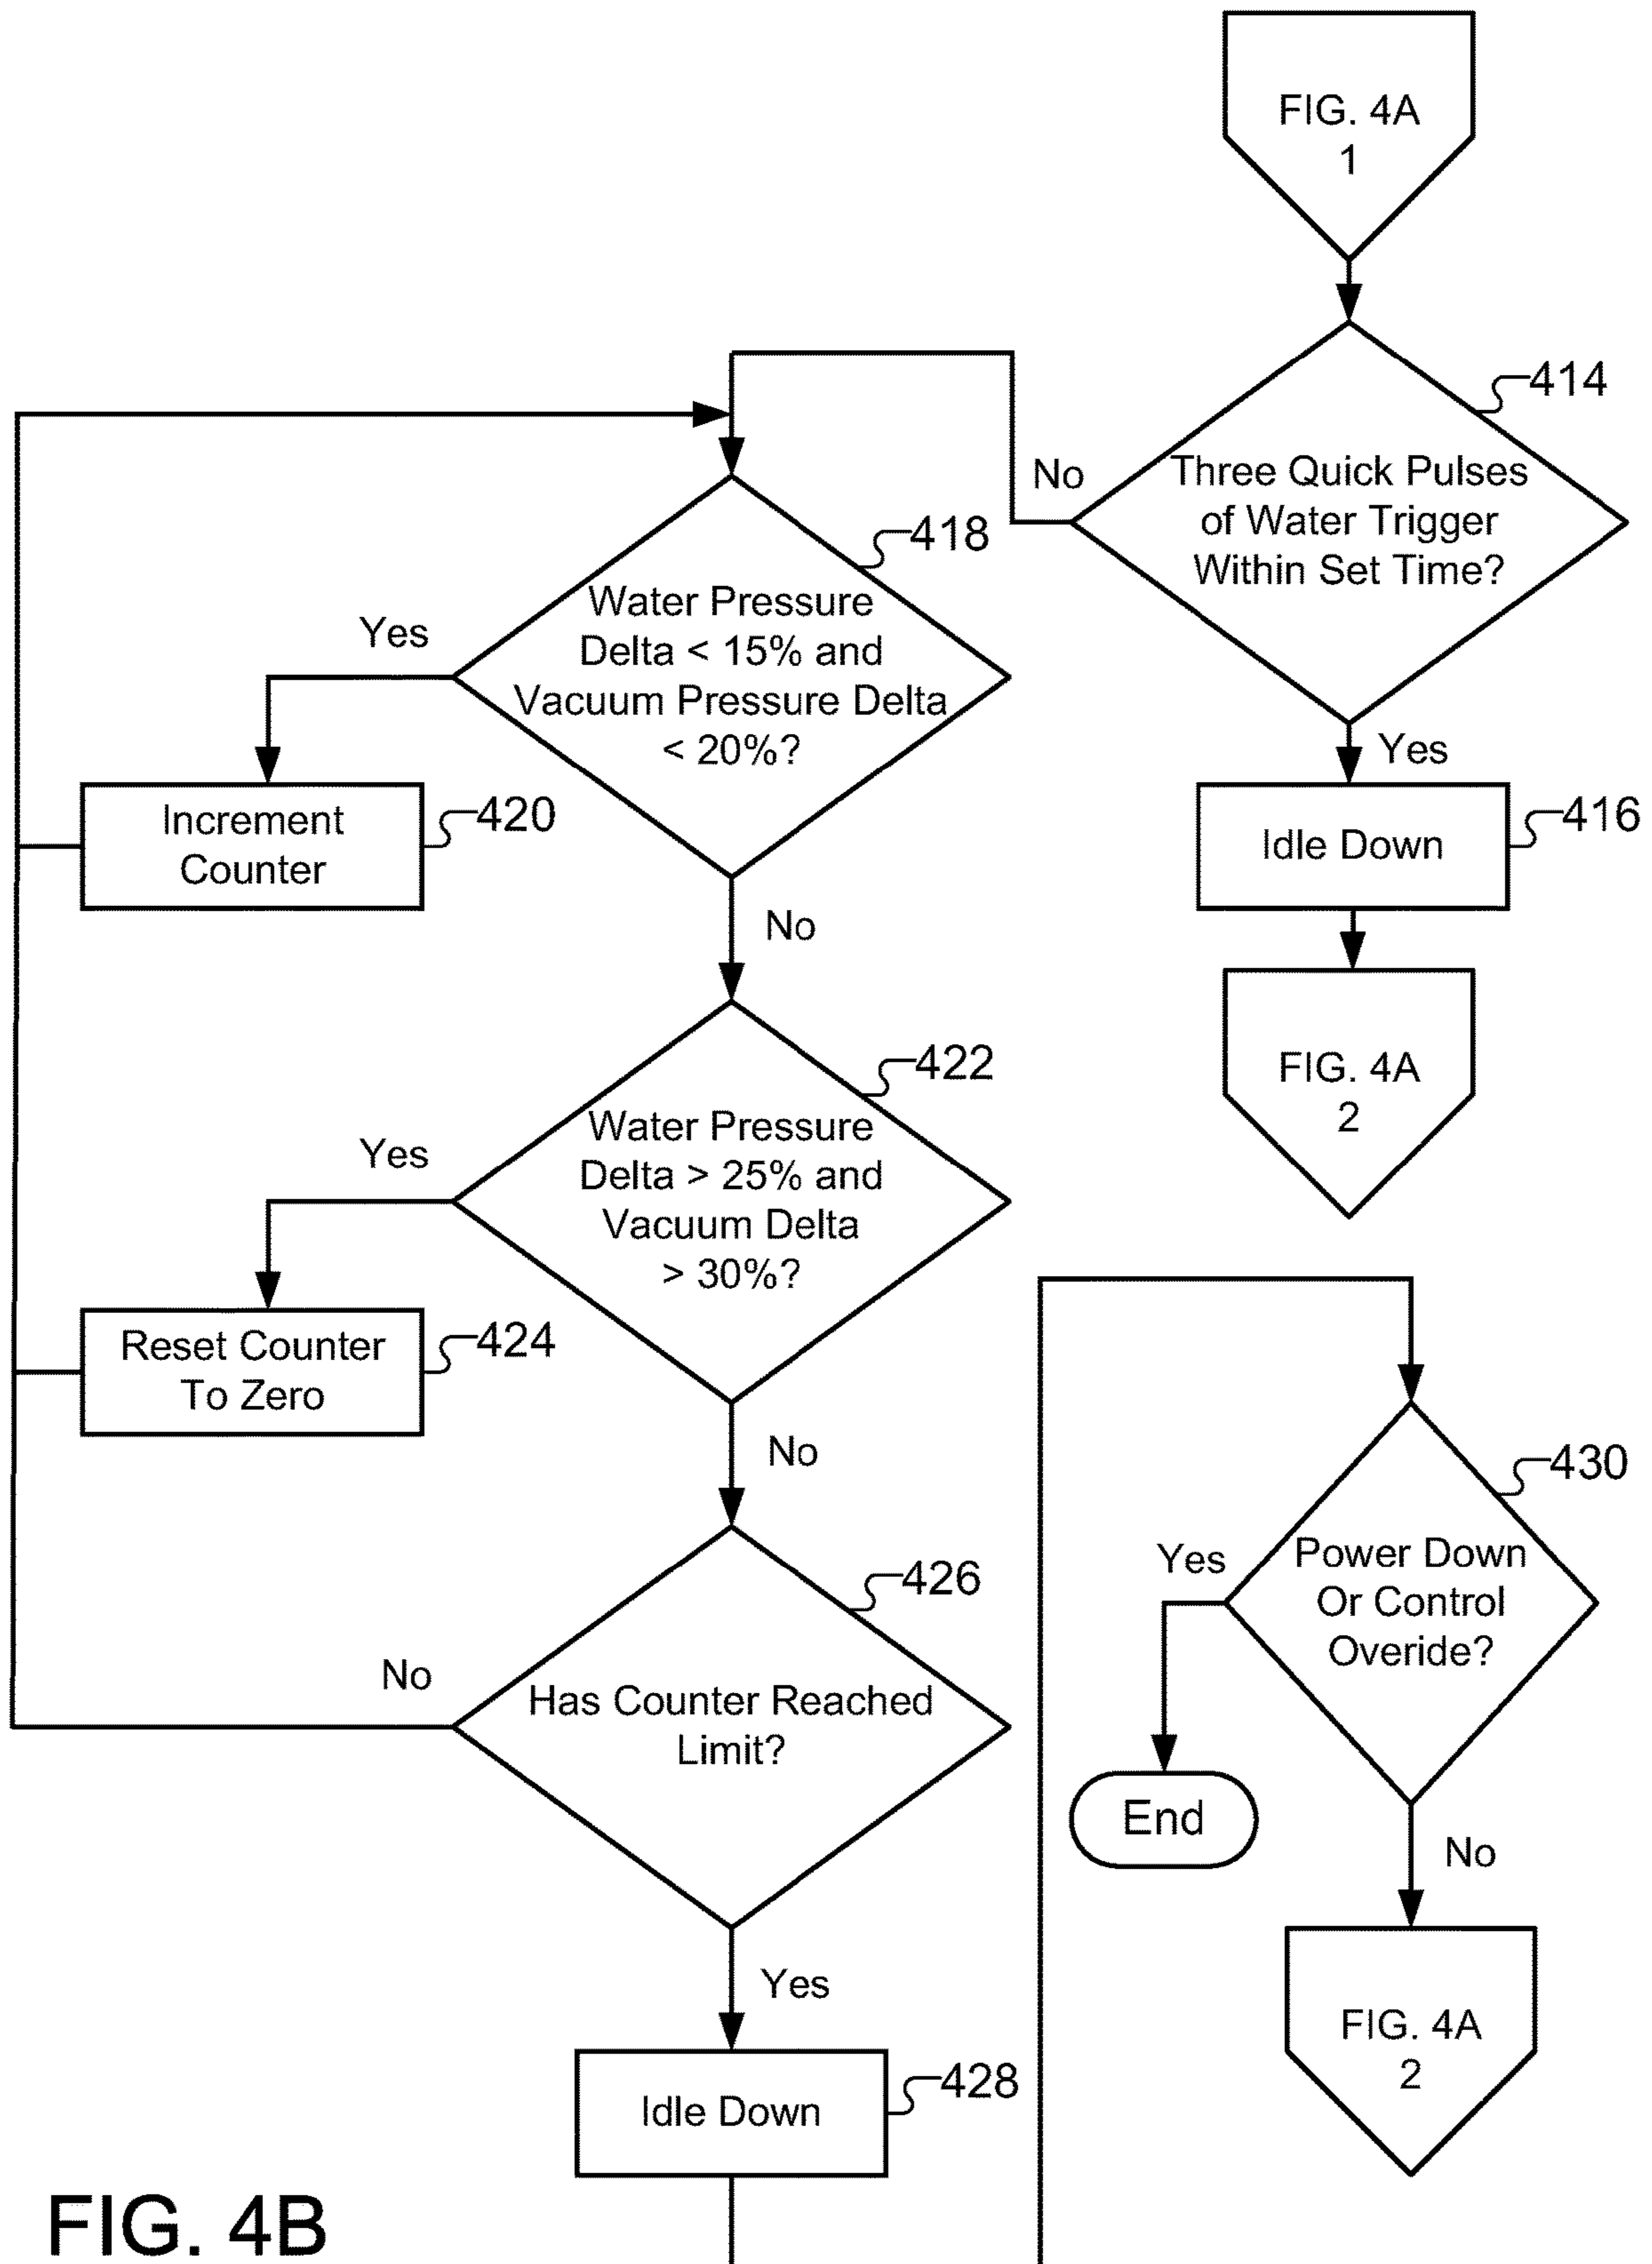 FIG. 4A
1
414
Three Quick Pulses
of Water Trigger
Within Set Time?
No
Yes
416
Idle Down
FIG. 4A
2
418
Water Pressure
Delta < 15% and
Vacuum Pressure Delta
< 20%?
Yes
420
Increment
Counter
No
422
Water Pressure
Delta > 25% and
Vacuum Delta
> 30%?
Yes
424
Reset Counter
To Zero
No
426
Has Counter Reached
Limit?
No
Yes
428
Idle Down
430
Power Down
Or Control
Overide?
Yes
End
No
FIG. 4A
2
FIG. 4B